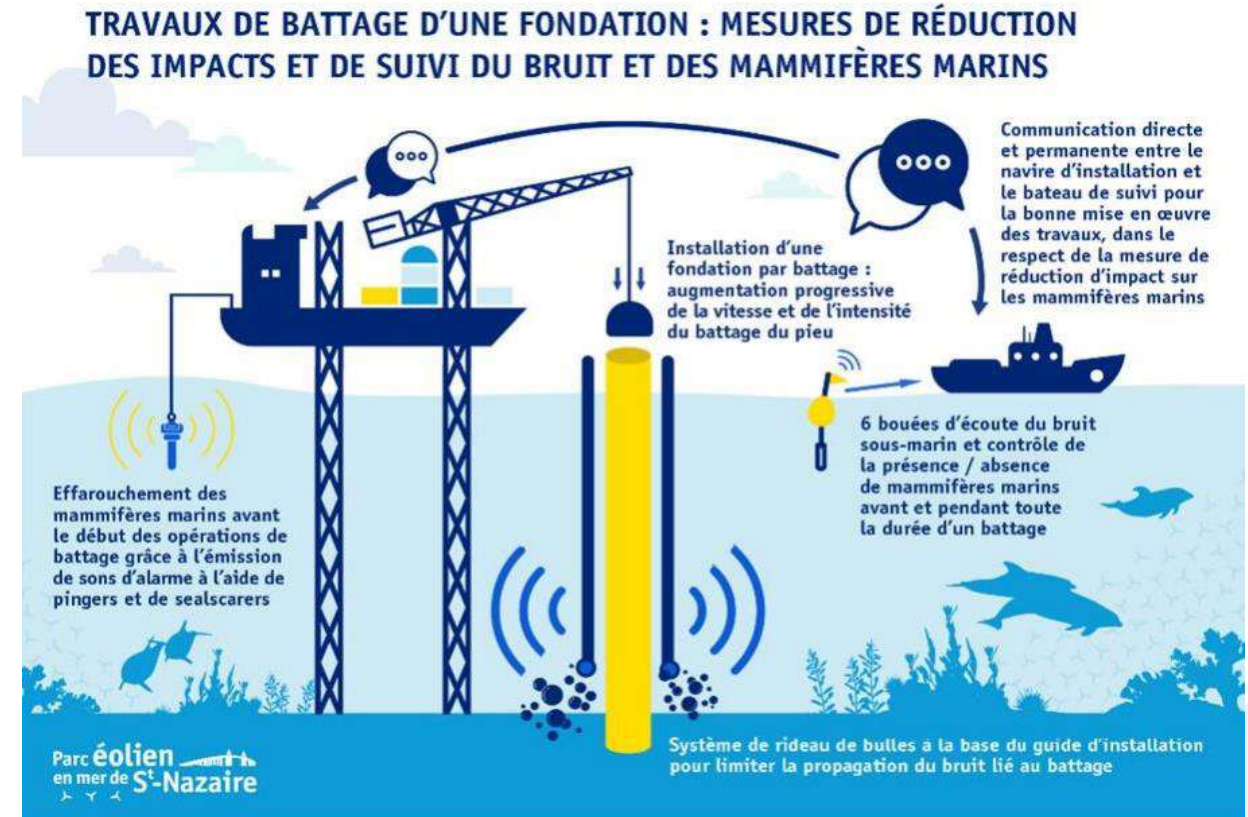 TRAVAUX DE BATTAGE D'UNE FONDATION : MESURES DE RÉDUCTION
DES IMPACTS ET DE SUIVI DU BRUIT ET DES MAMMIFÈRES MARINS
Communication directe
et permanente entre le
navire d'installation et
le bateau de suivi pour
la bonne mise en œuvre
des travaux, dans le
respect de la mesure de
réduction d'impact sur
les mammifères marins
Installation d'une
fondation par battage :
augmentation progressive
de la vitesse et de l'intensité
du battage du pieu
6 bouées d'écoute du bruit
sous-marin et contrôle de
la présence / absence
de mammifères marins
avant et pendant toute
la durée d'un battage
Effarouchement des
mammifères marins avant
le début des opérations de
battage grâce à l'émission
de sons d'alarme à l'aide de
pingers et de sealscarers
Système de rideau de bulles à la base du guide d'installation
pour limiter la propagation du bruit lié au battage
Parc éolien
en mer de St-Nazaire